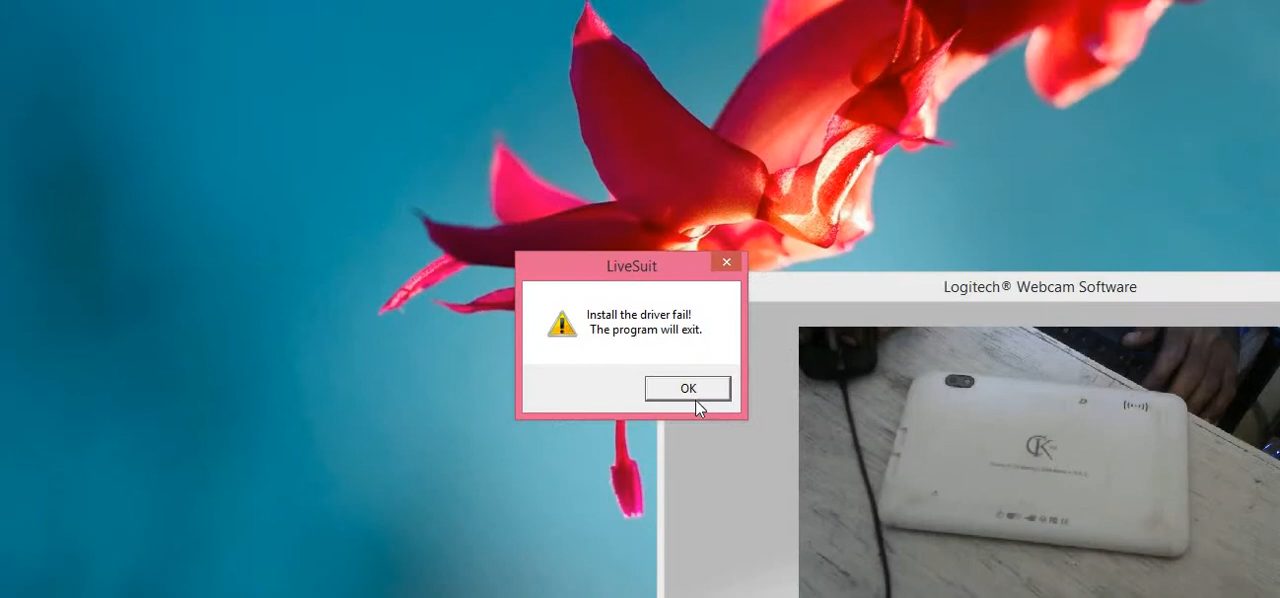 LiveSuit
Install the driver fail!
The program will exit.
OK
Logitech® Webcam Software